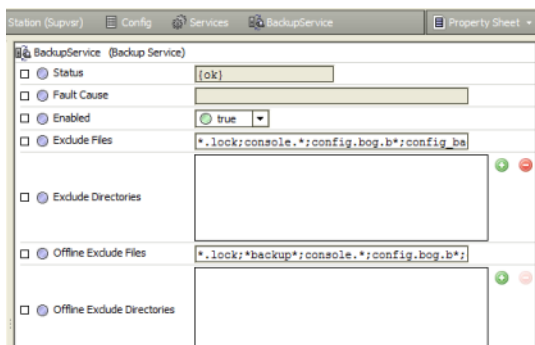 Station (Supvsr) Config Services BackupService Property Sheet
BackupService (Backup Service)
Status {ok}
Fault Cause
Enabled true
Exclude Files *.lock;console.*;config.bog.b*;config_ba
Exclude Directories
Offline Exclude Files *.lock;*backup*;console.*;config.bog.b*;
Offline Exclude Directories